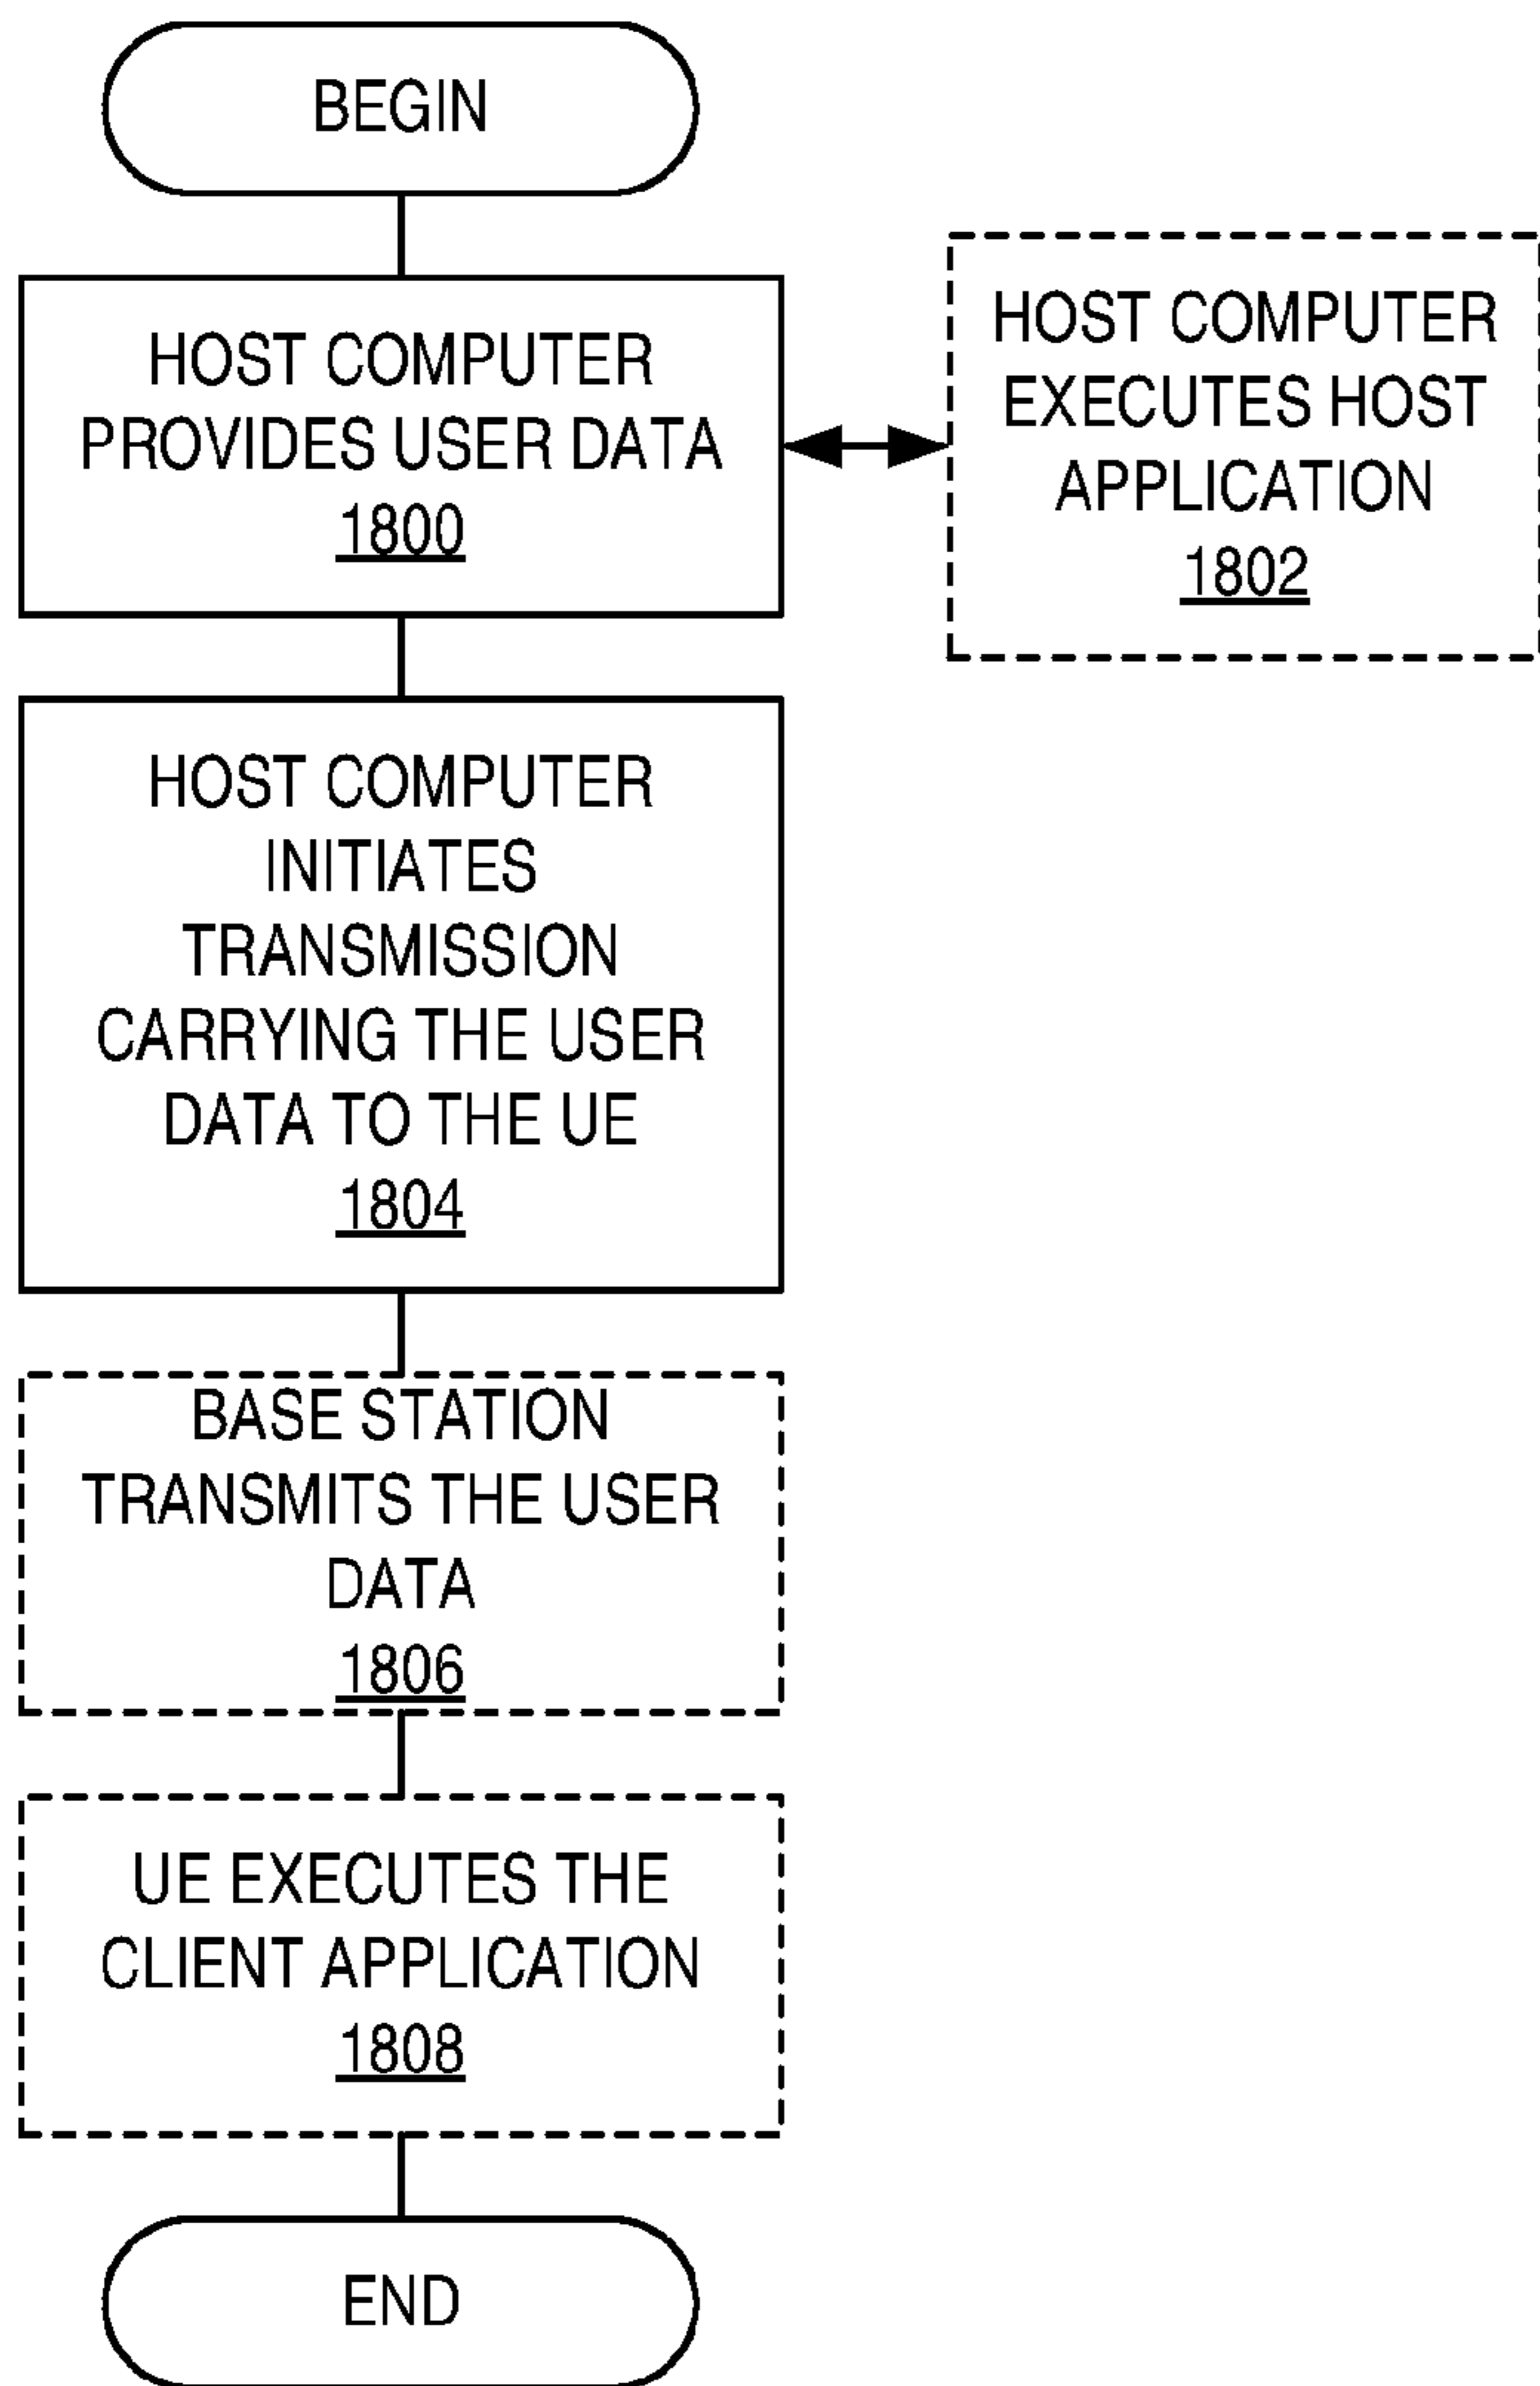 BEGIN
HOST COMPUTER
PROVIDES USER DATA
1800
HOST COMPUTER
EXECUTES HOST
APPLICATION
1802
HOST COMPUTER
INITIATES
TRANSMISSION
CARRYING THE USER
DATA TO THE UE
1804
BASE STATION
TRANSMITS THE USER
DATA
1806
UE EXECUTES THE
CLIENT APPLICATION
1808
END